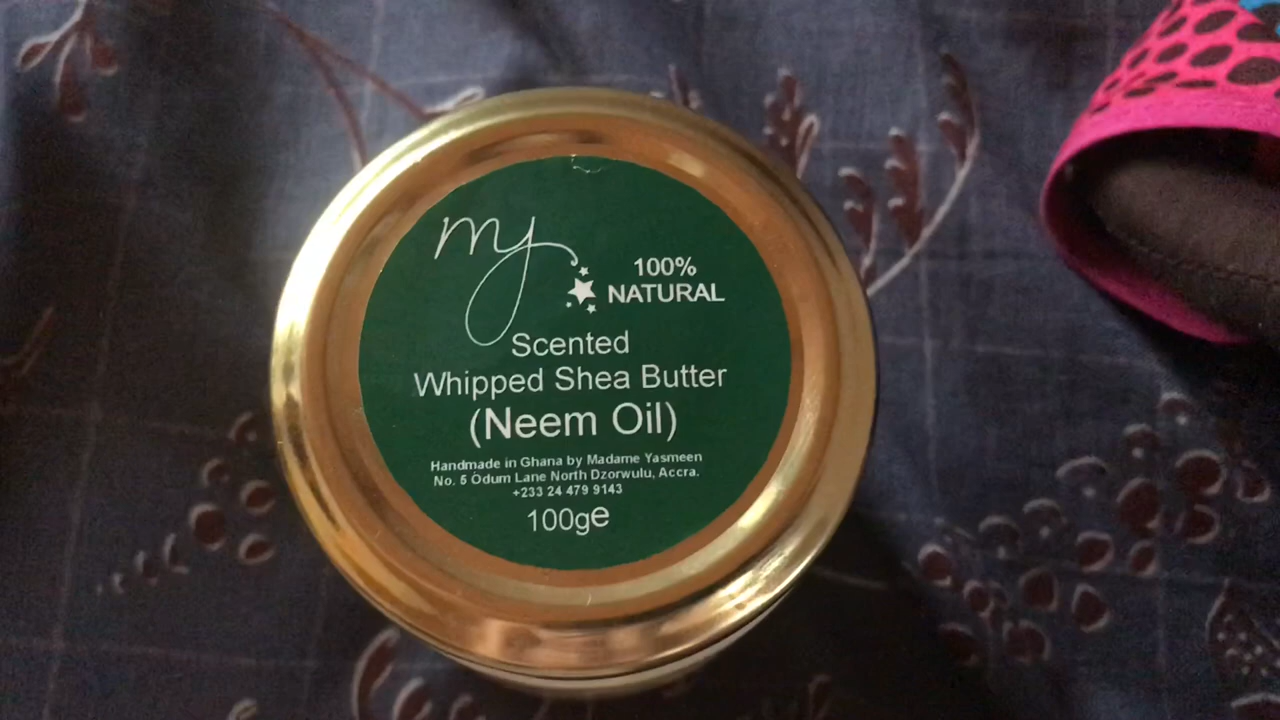 my
100%
NATURAL
Scented
Whipped Shea Butter
(Neem Oil)
Handmade in Ghana by Madame Yasmeen
No. 5 Odum Lane North Dzorwulu, Accra.
+233 24 479 9143
100g℮